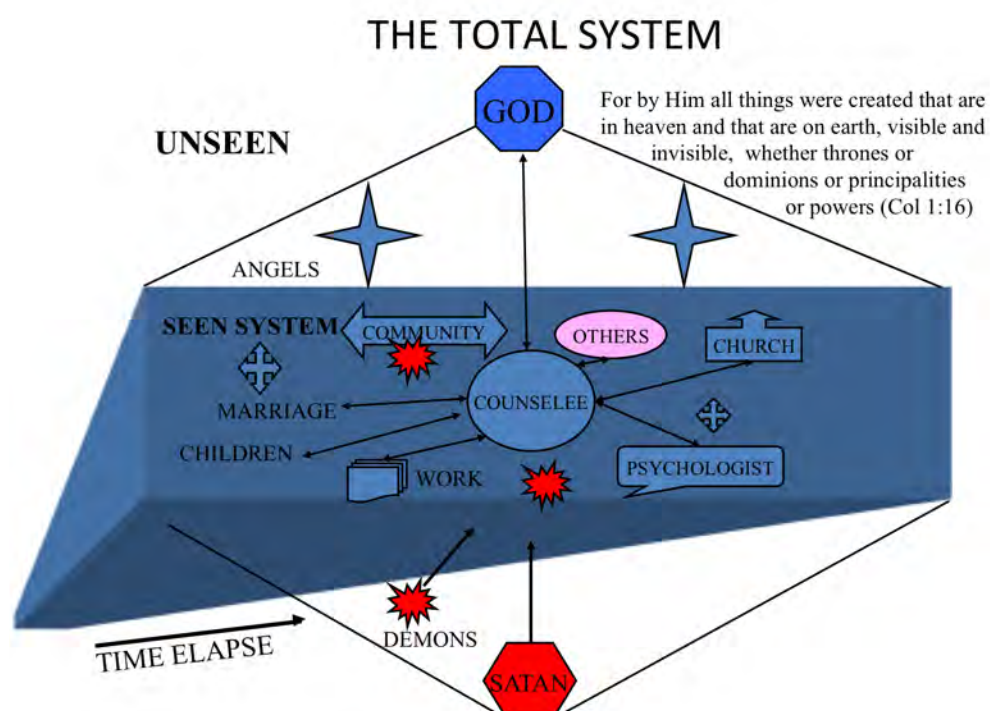 THE TOTAL SYSTEM
GOD
For by Him all things were created that are
in heaven and that are on earth, visible and
invisible, whether thrones or
dominions or principalities
or powers (Col 1:16)
UNSEEN
ANGELS
SEEN SYSTEM
COMMUNITY
OTHERS
CHURCH
MARRIAGE
COUNSELEE
CHILDREN
WORK
PSYCHOLOGIST
DEMONS
TIME ELAPSE
SATAN